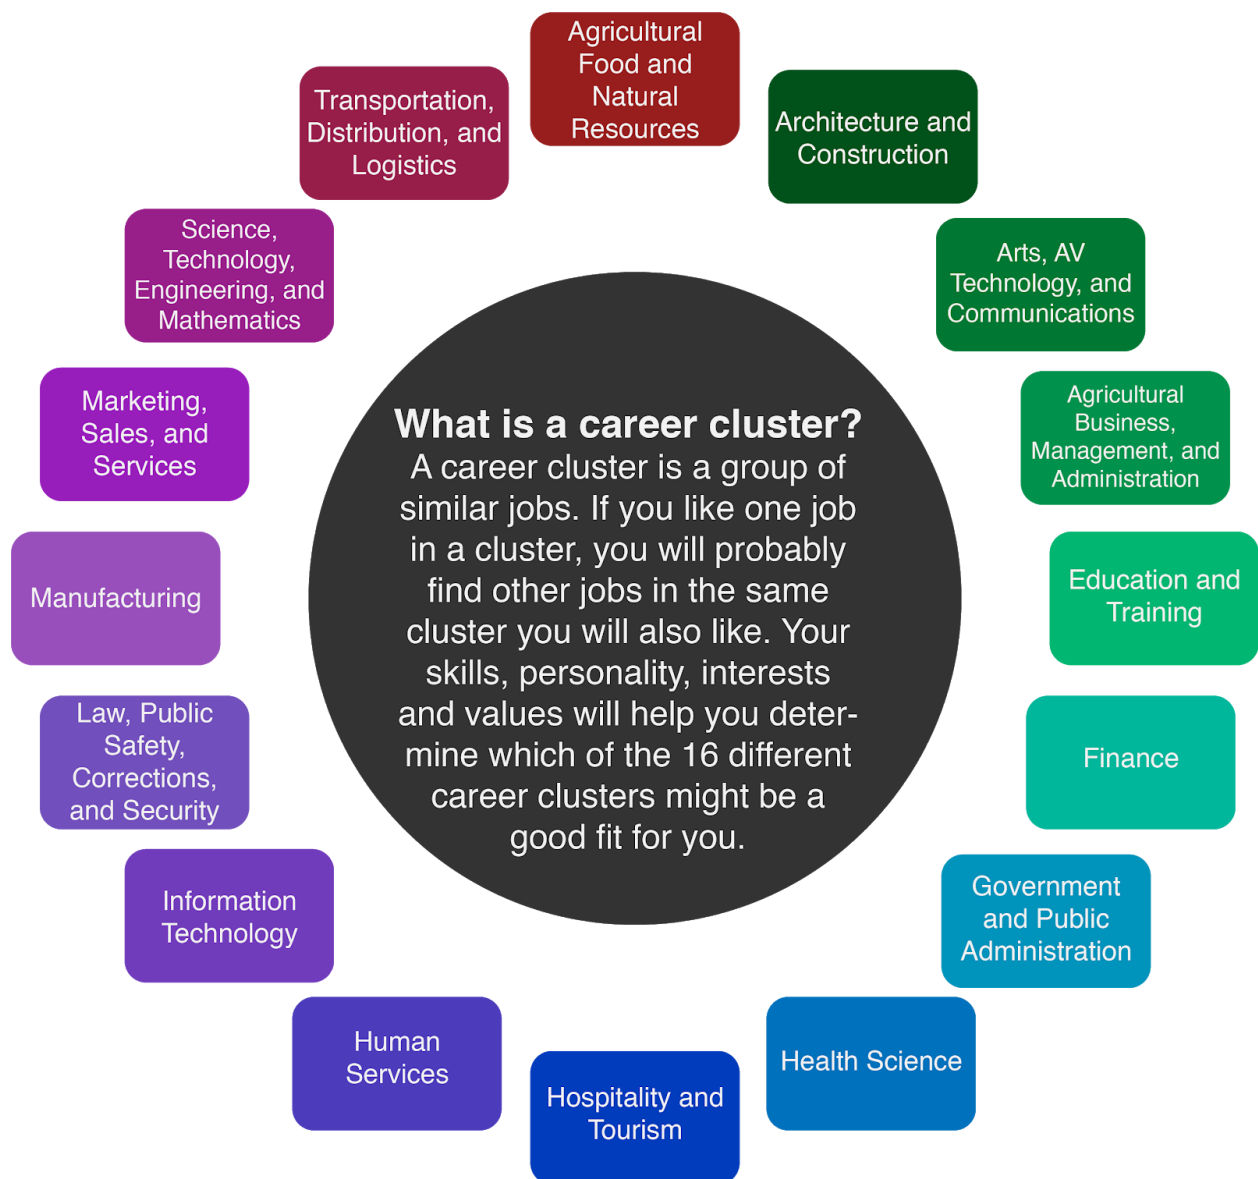 Agricultural
Food and
Natural
Resources
Architecture and
Construction
Arts, AV
Technology, and
Communications
Agricultural
Business,
Management, and
Administration
Education and
Training
Finance
Government
and Public
Administration
Health Science
Hospitality and
Tourism
Human
Services
Information
Technology
Law, Public
Safety,
Corrections,
and Security
Manufacturing
Marketing,
Sales, and
Services
Science,
Technology,
Engineering, and
Mathematics
Transportation,
Distribution, and
Logistics
What is a career cluster?
A career cluster is a group of
similar jobs. If you like one job
in a cluster, you will probably
find other jobs in the same
cluster you will also like. Your
skills, personality, interests
and values will help you deter-
mine which of the 16 different
career clusters might be a
good fit for you.